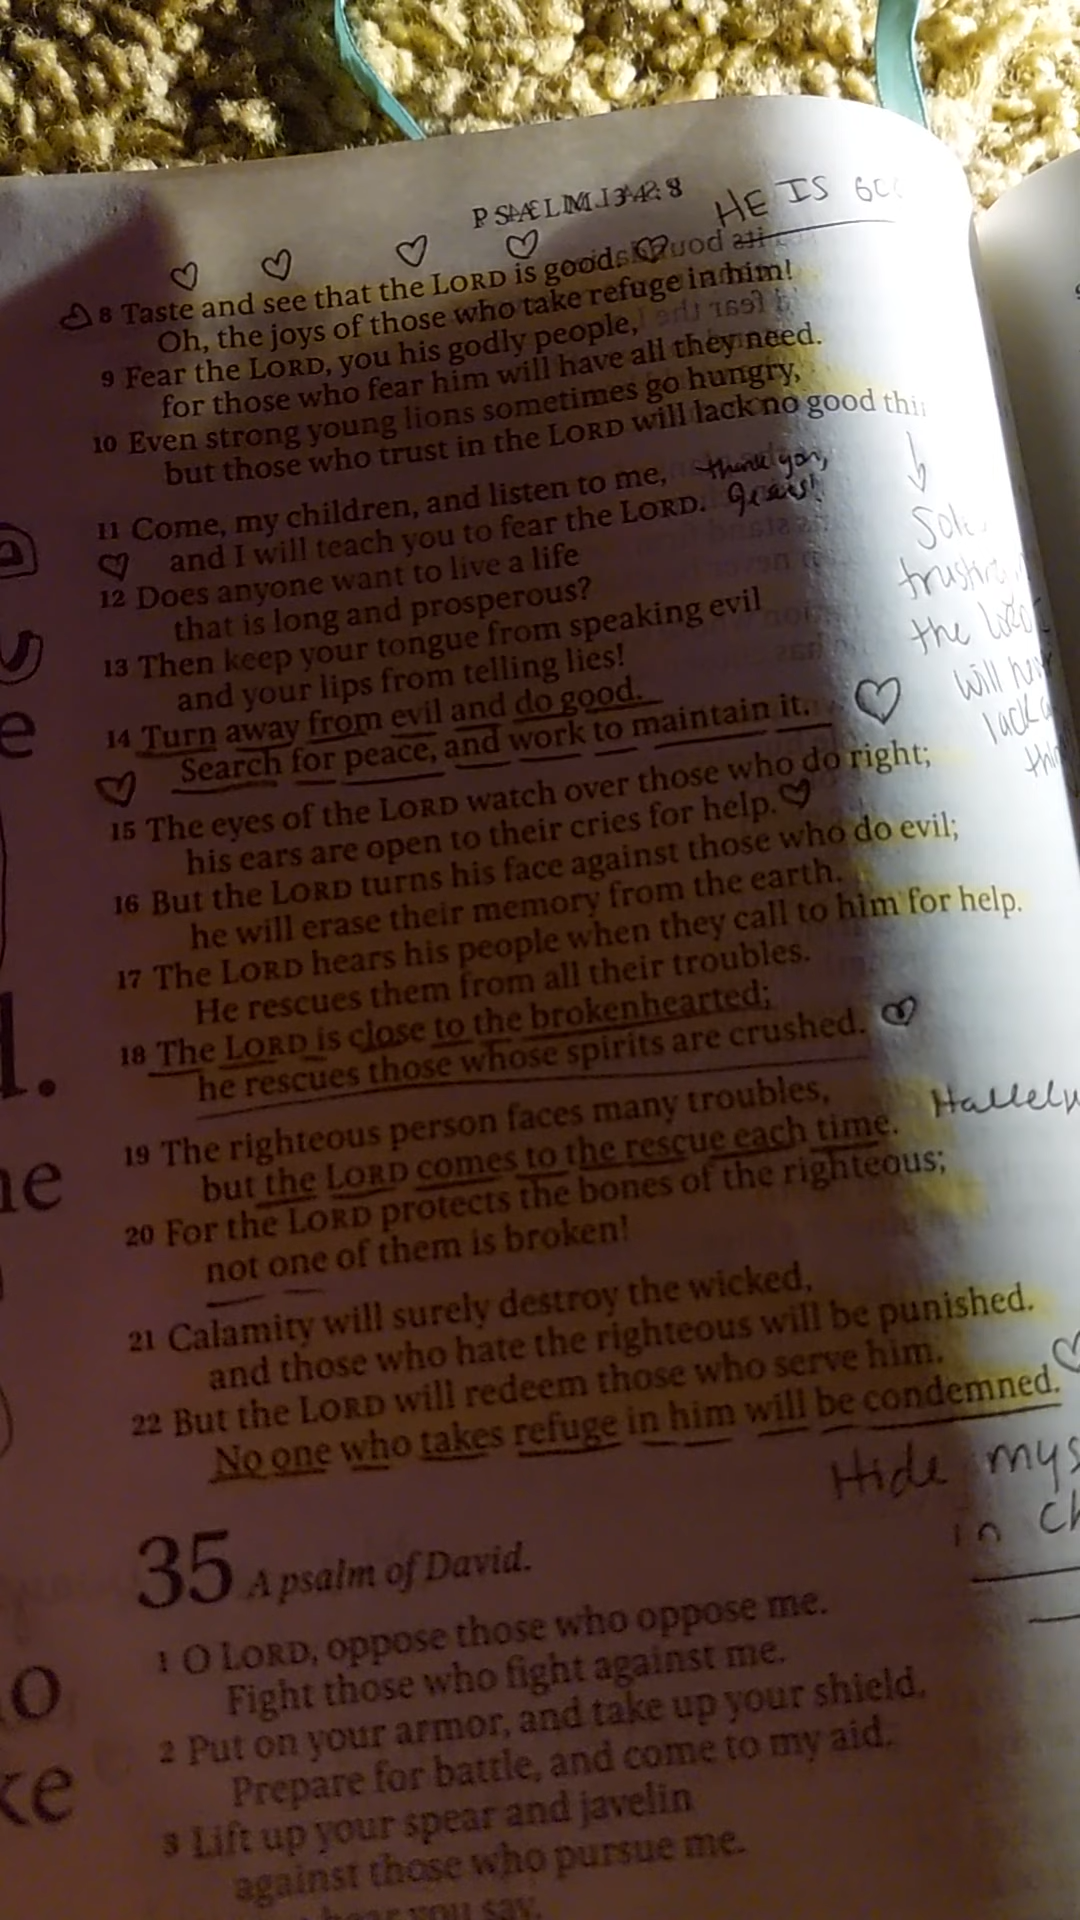 HE IS
8 Taste and see that the LORD is good.
Oh, the joys of those who take refuge in him!
9 Fear the LORD, you his godly people,
for those who fear him will have all they need.
10 Even strong young lions sometimes go hungry,
but those who trust in the LORD will lack no good
11 Come, my children, and listen to me,
thank you,
and I will teach you to fear the LORD.
12 Does anyone want to live a life
that is long and prosperous?
13 Then keep your tongue from speaking evil
and your lips from telling lies!
14 Turn away from evil and do good.
Search for peace, and work to maintain it.
the
will
lack
15 The eyes of the LORD watch over those who do right;
his ears are open to their cries for help.
16 But the LORD turns his face against those who do evil;
he will erase their memory from the earth.
17 The LORD hears his people when they call to him for help.
He rescues them from all their troubles.
18 The LORD is close to the brokenhearted;
he rescues those whose spirits are crushed.
19 The righteous person faces many troubles,
but the LORD comes to the rescue each time.
20 For the LORD protects the bones of the righteous;
not one of them is broken!
21 Calamity will surely destroy the wicked,
and those who hate the righteous will be punished.
22 But the LORD will redeem those who serve him.
No one who takes refuge in him will be condemned.
Hide
in
35 A psalm of David.
1 O LORD, oppose those who oppose me.
Fight those who fight against me.
2 Put on your armor, and take up your shield.
Prepare for battle, and come to my aid.
3 Lift up your spear and javelin
against those who pursue me.
hear you say,